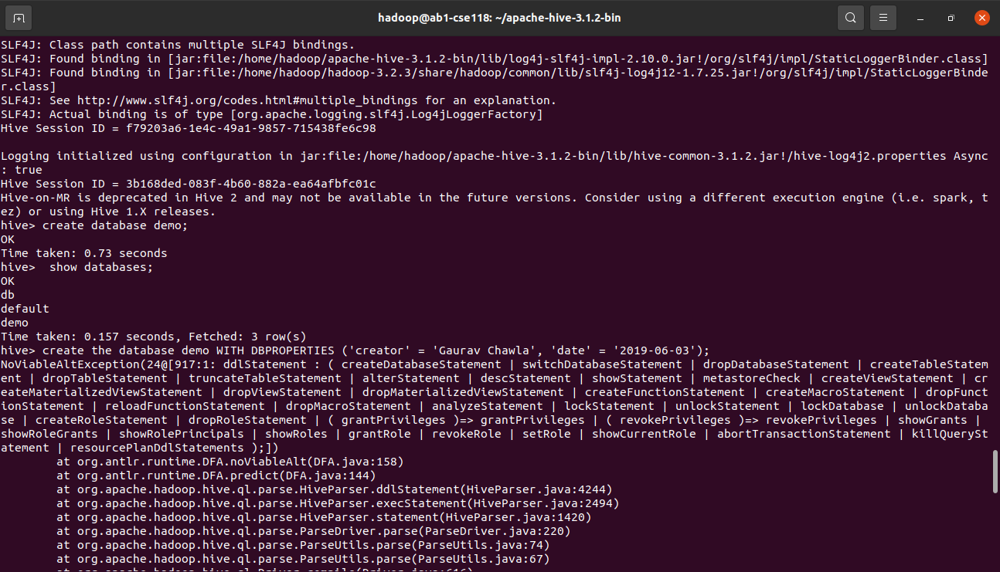 hadoop@ab1-cse118: ~/apache-hive-3.1.2-bin
SLF4J: Class path contains multiple SLF4J bindings.
SLF4J: Found binding in [jar:file:/home/hadoop/apache-hive-3.1.2-bin/lib/log4j-slf4j-impl-2.10.0.jar!/org/slf4j/impl/StaticLoggerBinder.class]
SLF4J: Found binding in [jar:file:/home/hadoop/hadoop-3.2.3/share/hadoop/common/lib/slf4j-log4j12-1.7.25.jar!/org/slf4j/impl/StaticLoggerBinde
r.class]
SLF4J: See http://www.slf4j.org/codes.html#multiple_bindings for an explanation.
SLF4J: Actual binding is of type [org.apache.logging.slf4j.Log4jLoggerFactory]
Hive Session ID = f79203a6-1e4c-49a1-9857-715438fe6c98
Logging initialized using configuration in jar:file:/home/hadoop/apache-hive-3.1.2-bin/lib/hive-common-3.1.2.jar!/hive-log4j2.properties Async
: true
Hive Session ID = 3b168ded-083f-4b60-882a-ea64afbfc01c
Hive-on-MR is deprecated in Hive 2 and may not be available in the future versions. Consider using a different execution engine (i.e. spark, t
ez) or using Hive 1.X releases.
hive> create database demo;
OK
Time taken: 0.73 seconds
hive>  show databases;
OK
db
default
demo
Time taken: 0.157 seconds, Fetched: 3 row(s)
hive> create the database demo WITH DBPROPERTIES ('creator' = 'Gaurav Chawla', 'date' = '2019-06-03');
NoViableAltException(24@[917:1: ddlStatement : ( createDatabaseStatement | switchDatabaseStatement | dropDatabaseStatement | createTableStatem
ent | dropTableStatement | truncateTableStatement | alterStatement | descStatement | showStatement | metastoreCheck | createViewStatement | cr
eateMaterializedViewStatement | dropViewStatement | dropMaterializedViewStatement | createFunctionStatement | createMacroStatement | dropFunct
ionStatement | reloadFunctionStatement | dropMacroStatement | analyzeStatement | lockStatement | unlockStatement | lockDatabase | unlockDataba
se | createRoleStatement | dropRoleStatement | ( grantPrivileges )=> grantPrivileges | ( revokePrivileges )=> revokePrivileges | showGrants |
showRoleGrants | showRolePrincipals | showRoles | grantRole | revokeRole | setRole | showCurrentRole | abortTransactionStatement | killQuerySt
atement | resourcePlanDdlStatements );])
at org.antlr.runtime.DFA.noViableAlt(DFA.java:158)
at org.antlr.runtime.DFA.predict(DFA.java:144)
at org.apache.hadoop.hive.ql.parse.HiveParser.ddlStatement(HiveParser.java:4244)
at org.apache.hadoop.hive.ql.parse.HiveParser.execStatement(HiveParser.java:2494)
at org.apache.hadoop.hive.ql.parse.HiveParser.statement(HiveParser.java:1420)
at org.apache.hadoop.hive.ql.parse.ParseDriver.parse(ParseDriver.java:220)
at org.apache.hadoop.hive.ql.parse.ParseUtils.parse(ParseUtils.java:74)
at org.apache.hadoop.hive.ql.parse.ParseUtils.parse(ParseUtils.java:67)